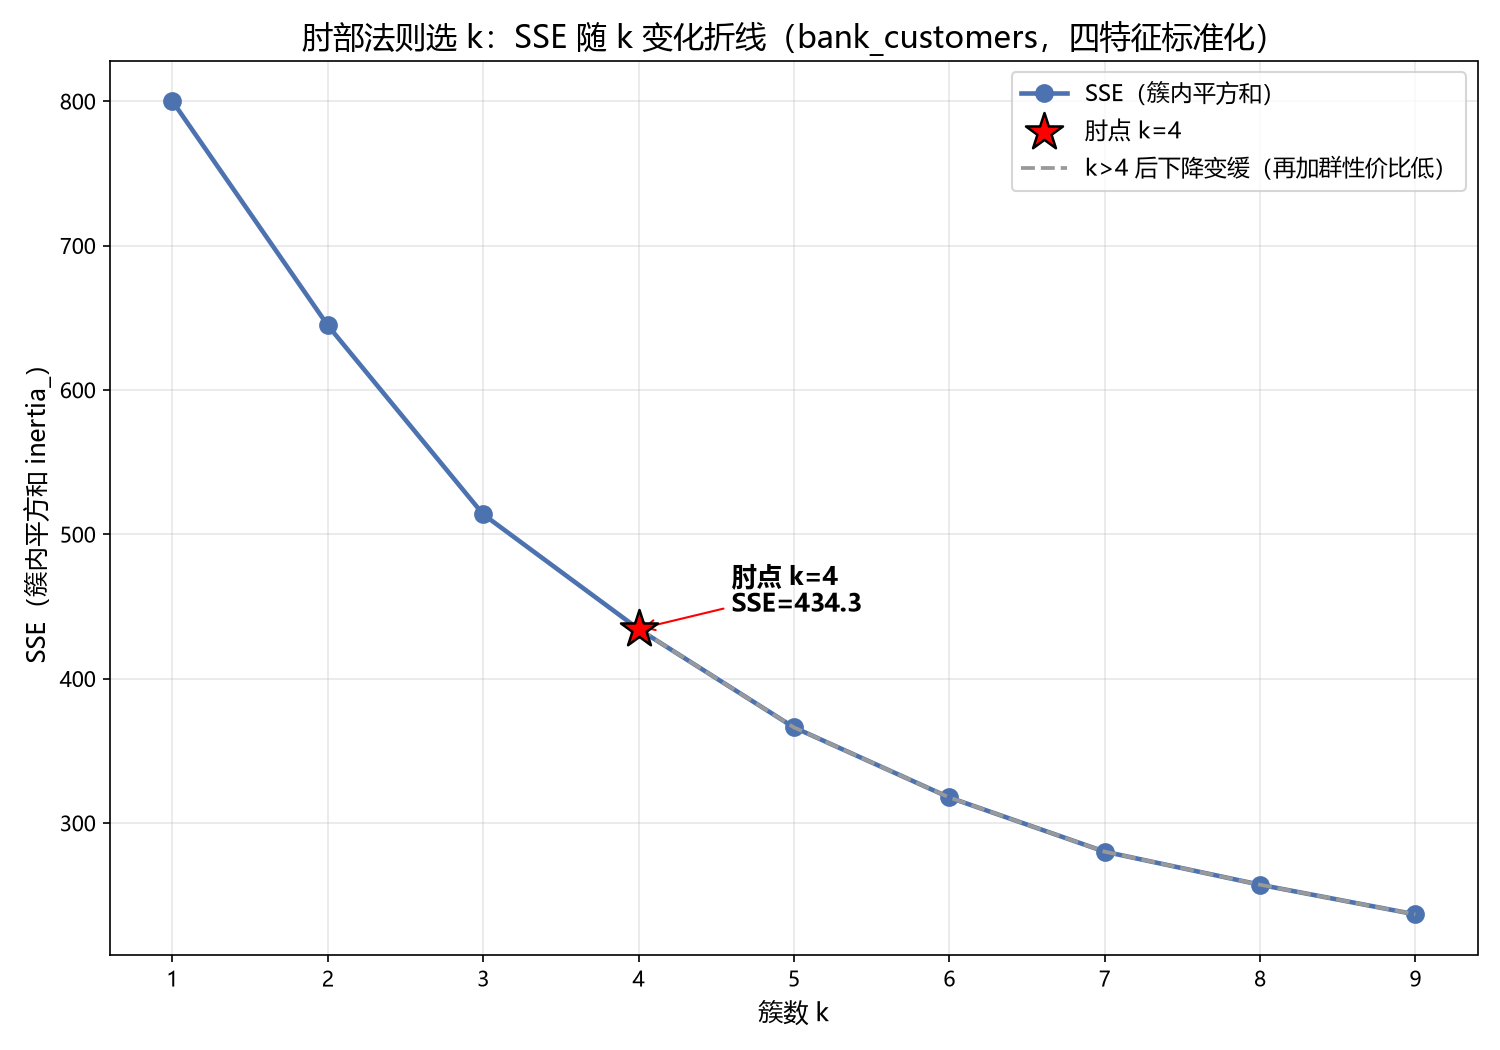 肘部法则选 k：SSE 随 k 变化折线（bank_customers，四特征标准化）
SSE（簇内平方和）
肘点 k=4
k>4 后下降变缓（再加群性价比低）
SSE（簇内平方和 inertia_）
800
700
600
500
400
300
肘点 k=4
SSE=434.3
1 2 3 4 5 6 7 8 9
簇数 k